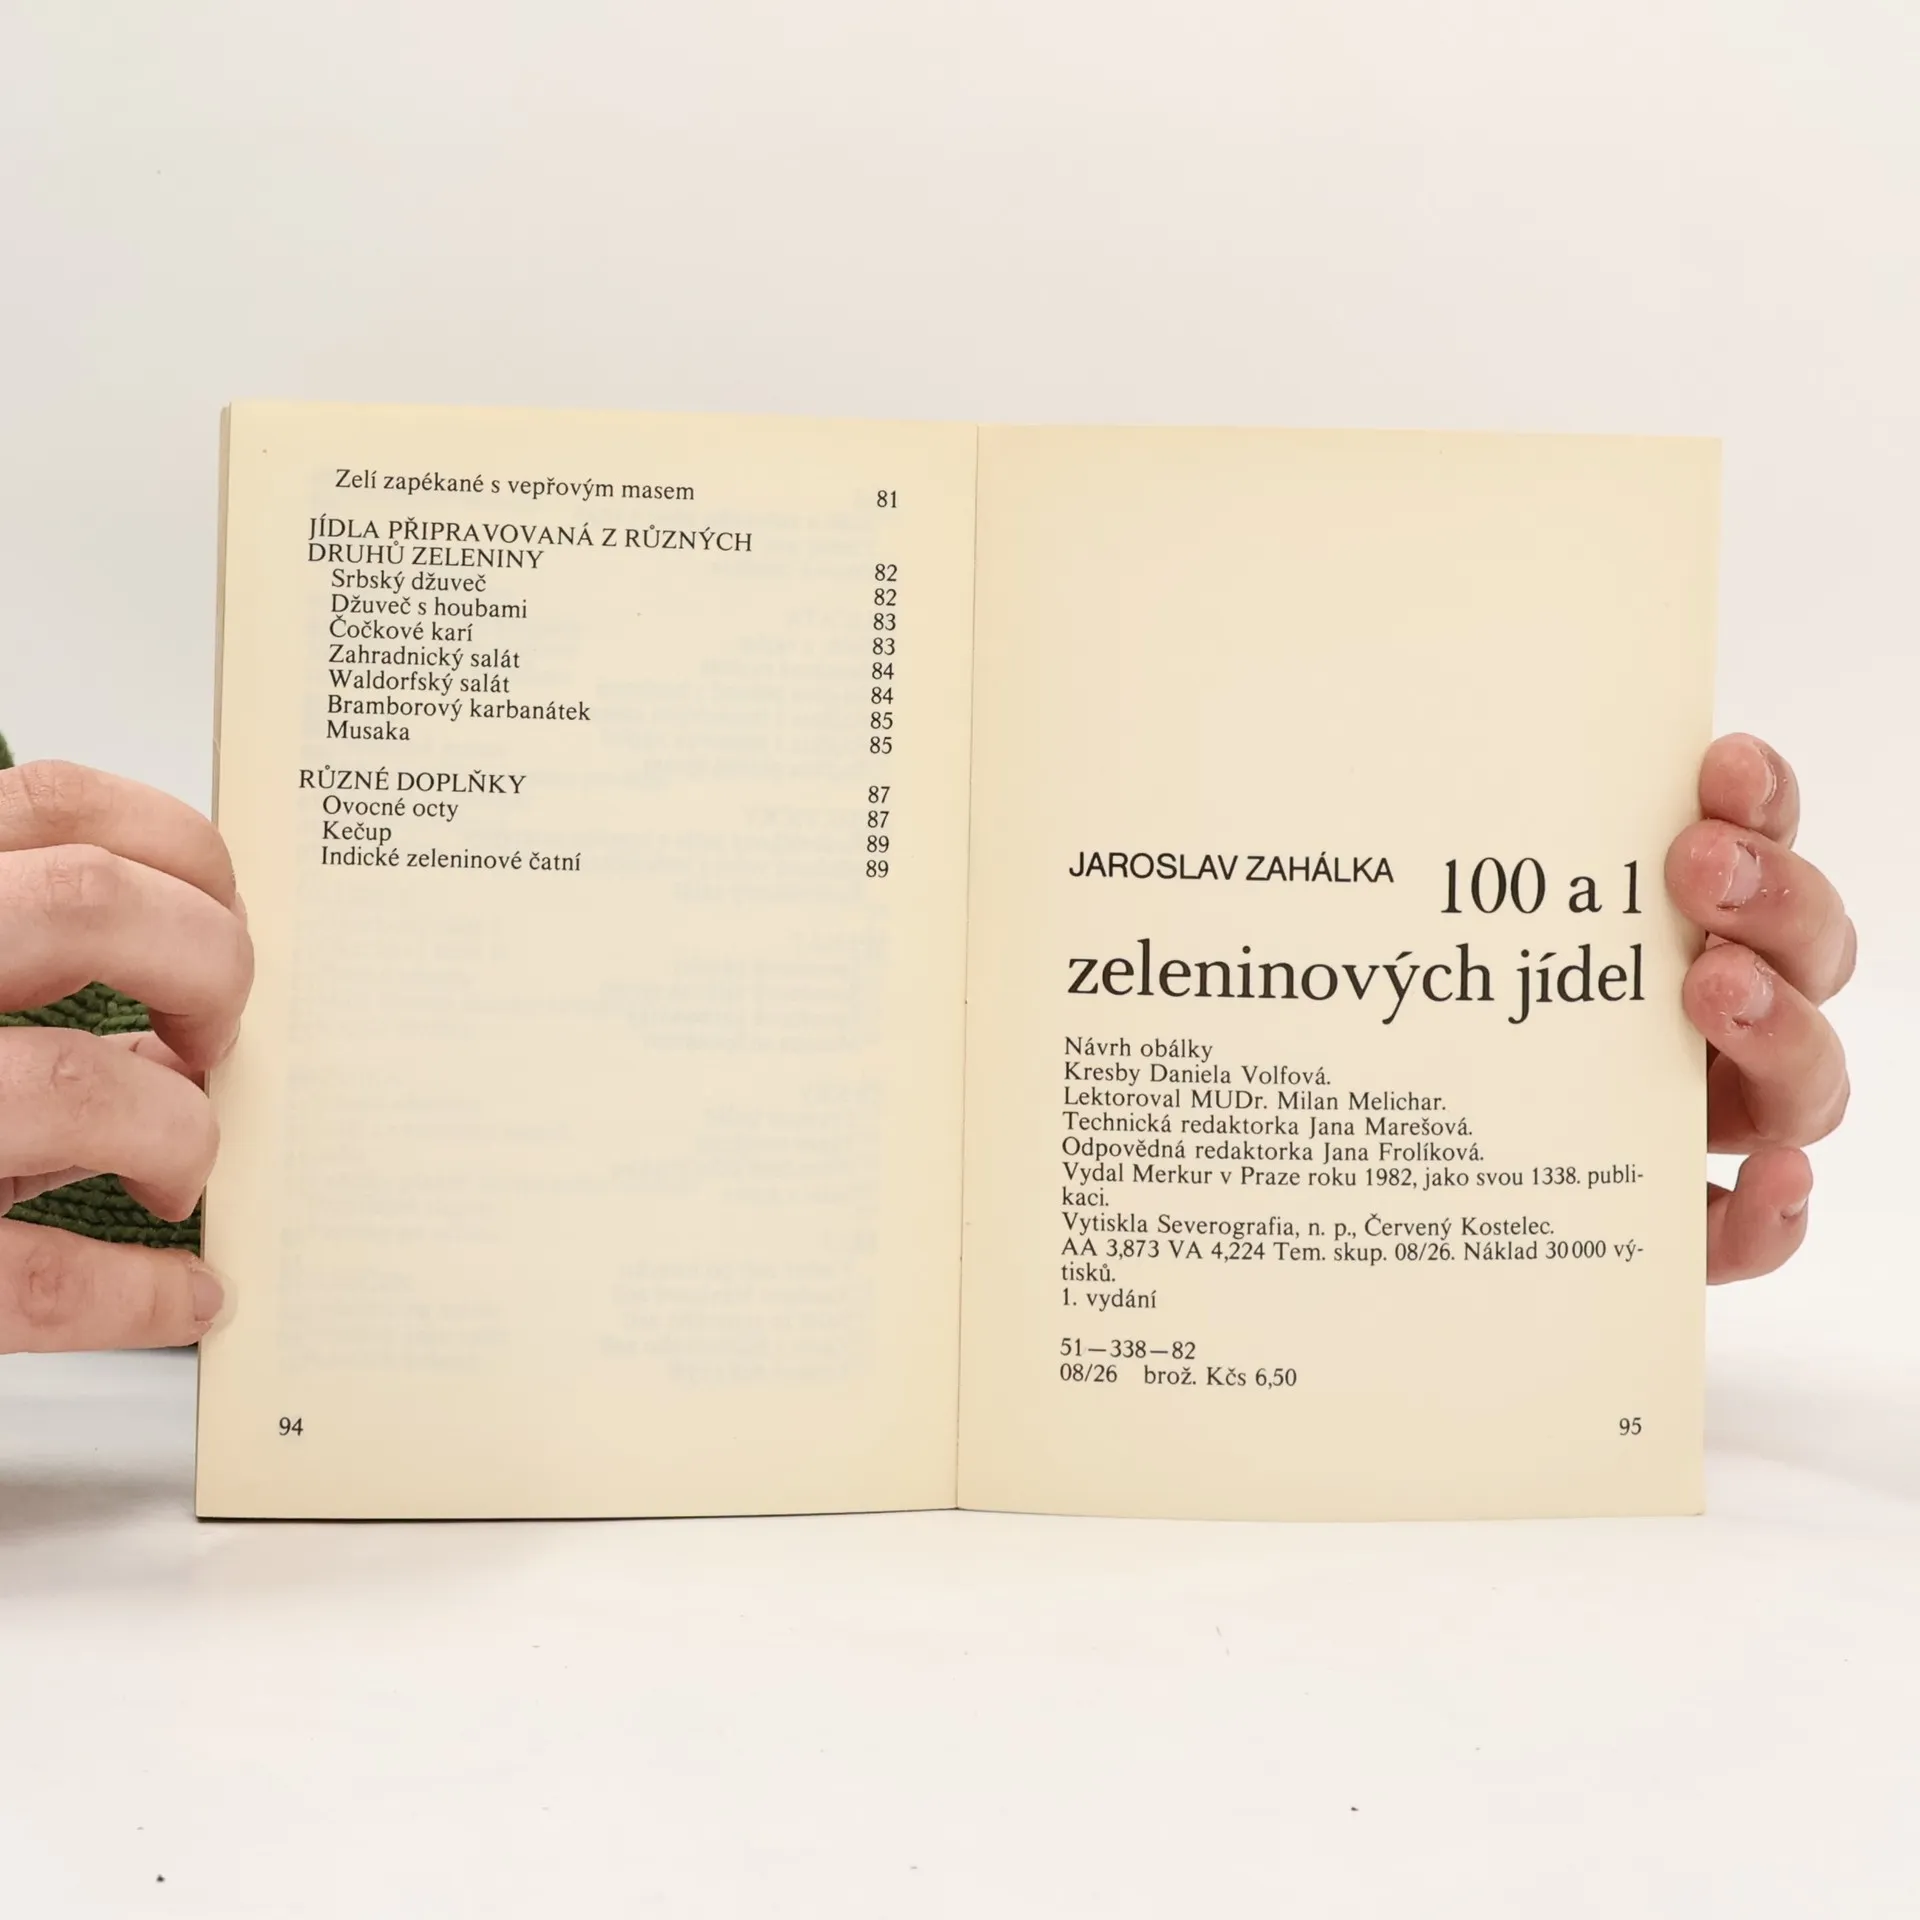 Zelí zapékané s vepřovým masem 81
JÍDLA PŘIPRAVOVANÁ Z RŮZNÝCH
DRUHŮ ZELENINY 82
Srbský džuveč 82
Džuveč s houbami 83
Čočkové karí 83
Zahradnický salát 84
Waldorfský salát 84
Bramborový karbanátek 85
Musaka 85
RŮZNÉ DOPLŇKY 87
Ovocné octy 87
Kečup 89
Indické zeleninové čatní 89
94
JAROSLAV ZAHÁLKA 100 a 1
zeleninových jídel
Návrh obálky
Kresby Daniela Volfová.
Lektoroval MUDr. Milan Melichar.
Technická redaktorka Jana Marešová.
Odpovědná redaktorka Jana Frolíková.
Vydal Merkur v Praze roku 1982, jako svou 1338. publi-
kaci.
Vytiskla Severografia, n. p., Červený Kostelec.
AA 3,873 VA 4,224 Tem. skup. 08/26. Náklad 30 000 vý-
tisků.
1. vydání
51—338—82
08/26 brož. Kčs 6,50
95